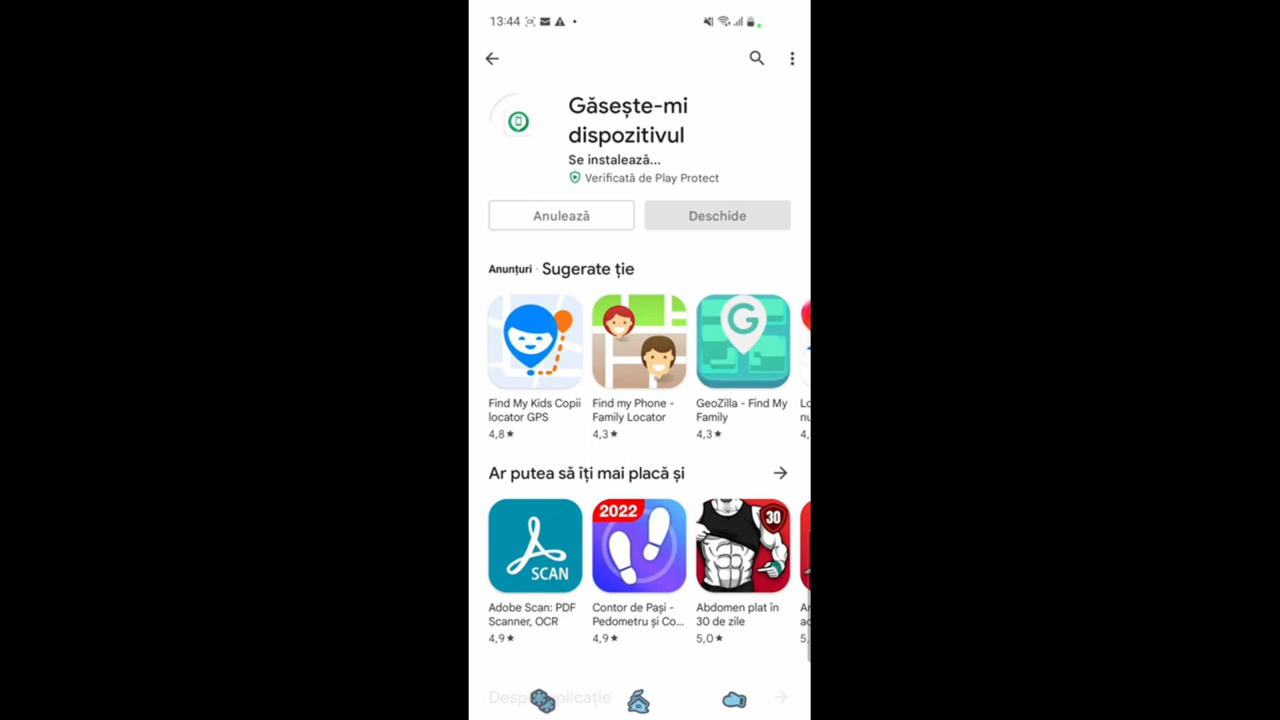 13:44
Găsește-mi
dispozitivul
Se instalează...
Verificată de Play Protect
Anulează
Deschide
Anunțuri · Sugerate ție
G
Find My Kids Copii
locator GPS
4,8★
Find my Phone -
Family Locator
4,3★
GeoZilla - Find My
Family
4,3★
Ar putea să îți mai placă și
SCAN
2022
30
Adobe Scan: PDF
Scanner, OCR
4,9★
Contor de Pași -
Pedometru și Co...
4,9★
Abdomen plat în
30 de zile
5,0★